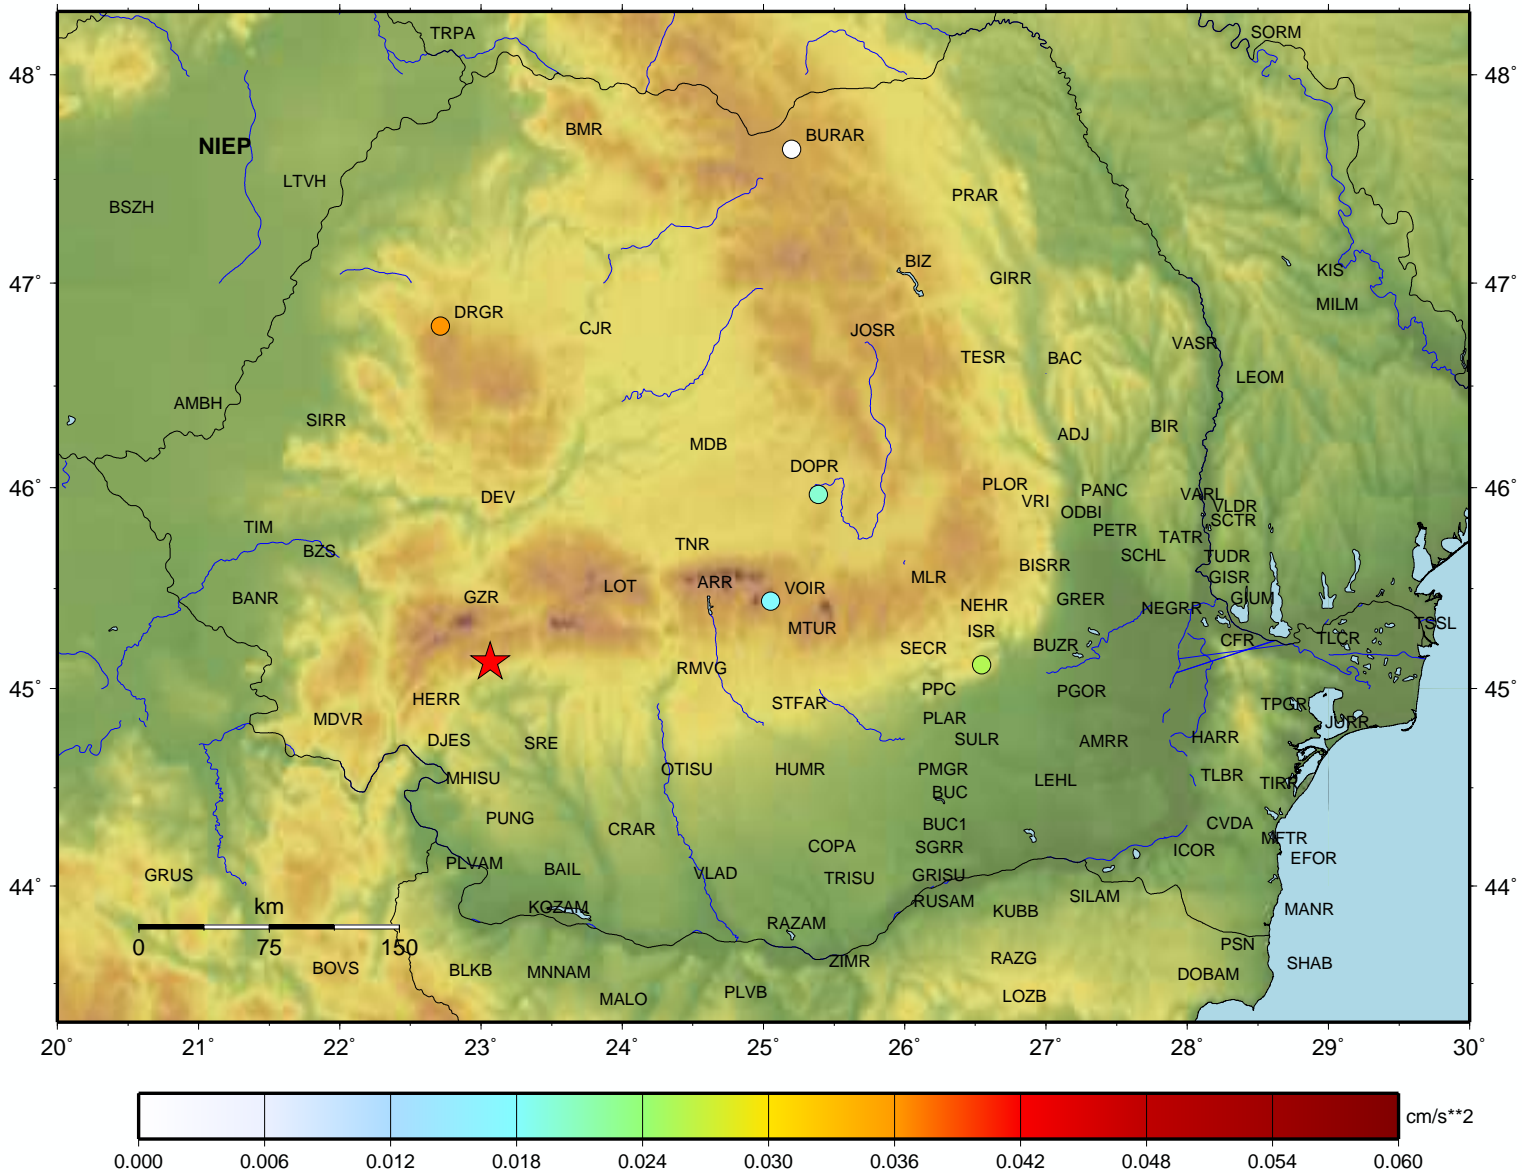 TRPA
SORM
48°
48°
BMR
BURAR
NIEP
LTVH
PRAR
BSZH
BIZ
KIS
47°
GIRR
47°
MILM
DRGR
CJR
JOSR
VASR
TESR
BAC
LEOM
AMBH
SIRR
BIR
ADJ
MDB
DOPR
46°
PLOR
PANC
46°
DEV
VRI
VARL
VLDR
ODBI
SCTR
TIM
PETR
TATR
BZS
TNR
SCHL
TUDR
BISRR
MLR
GISR
ARR
VOIR
LOT
BANR
GZR
NEHR
GRER
GIUM
NEGRR
MTUR
ISR
TSSL
SECR
BUZR
CFR
TLCR
RMVG
45°
HERR
PPC
PGOR
45°
STFAR
TPGR
MDVR
PLAR
JURR
DJES
SRE
SULR
AMRR
HARR
MHISU
OTISU
HUMR
PMGR
LEHL
TLBR
TIRR
BUC
PUNG
CRAR
BUC1
CVDA
COPA
SGRR
ICOR
MFTR
EFOR
PLVAM
BAIL
VLAD
TRISU
GRISU
44°
GRUS
44°
km
KOZAM
RUSAM
SILAM
KUBB
MANR
0 75 150
RAZAM
PSN
BOVS
BLKB
MNNAM
ZIMR
RAZG
SHAB
DOBAM
MALO
PLVB
LOZB
20° 21° 22° 23° 24° 25° 26° 27° 28° 29° 30°
cm/s**2
0.000 0.006 0.012 0.018 0.024 0.030 0.036 0.042 0.048 0.054 0.060